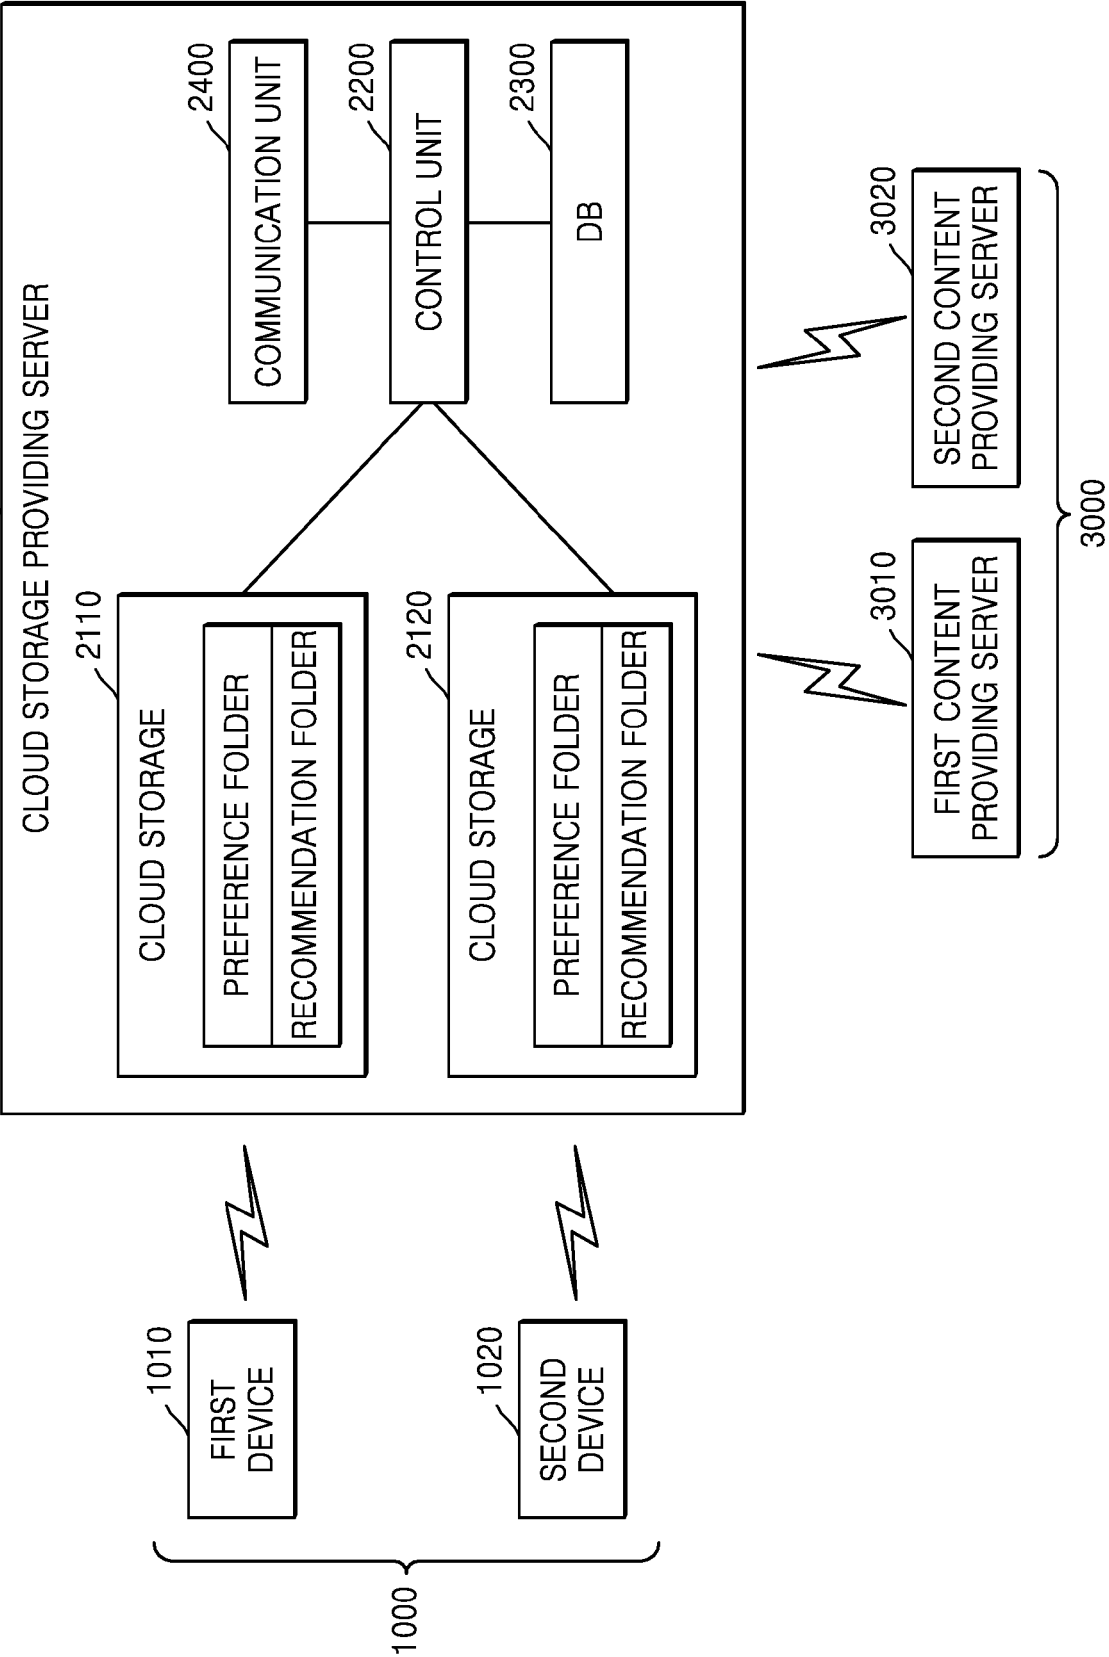 CLOUD STORAGE PROVIDING SERVER
2110
CLOUD STORAGE
PREFERENCE FOLDER
RECOMMENDATION FOLDER
2400
COMMUNICATION UNIT
2200
CONTROL UNIT
2300
DB
2120
CLOUD STORAGE
PREFERENCE FOLDER
RECOMMENDATION FOLDER
1010
FIRST
DEVICE
1020
SECOND
DEVICE
1000
3010
FIRST CONTENT
PROVIDING SERVER
3020
SECOND CONTENT
PROVIDING SERVER
3000